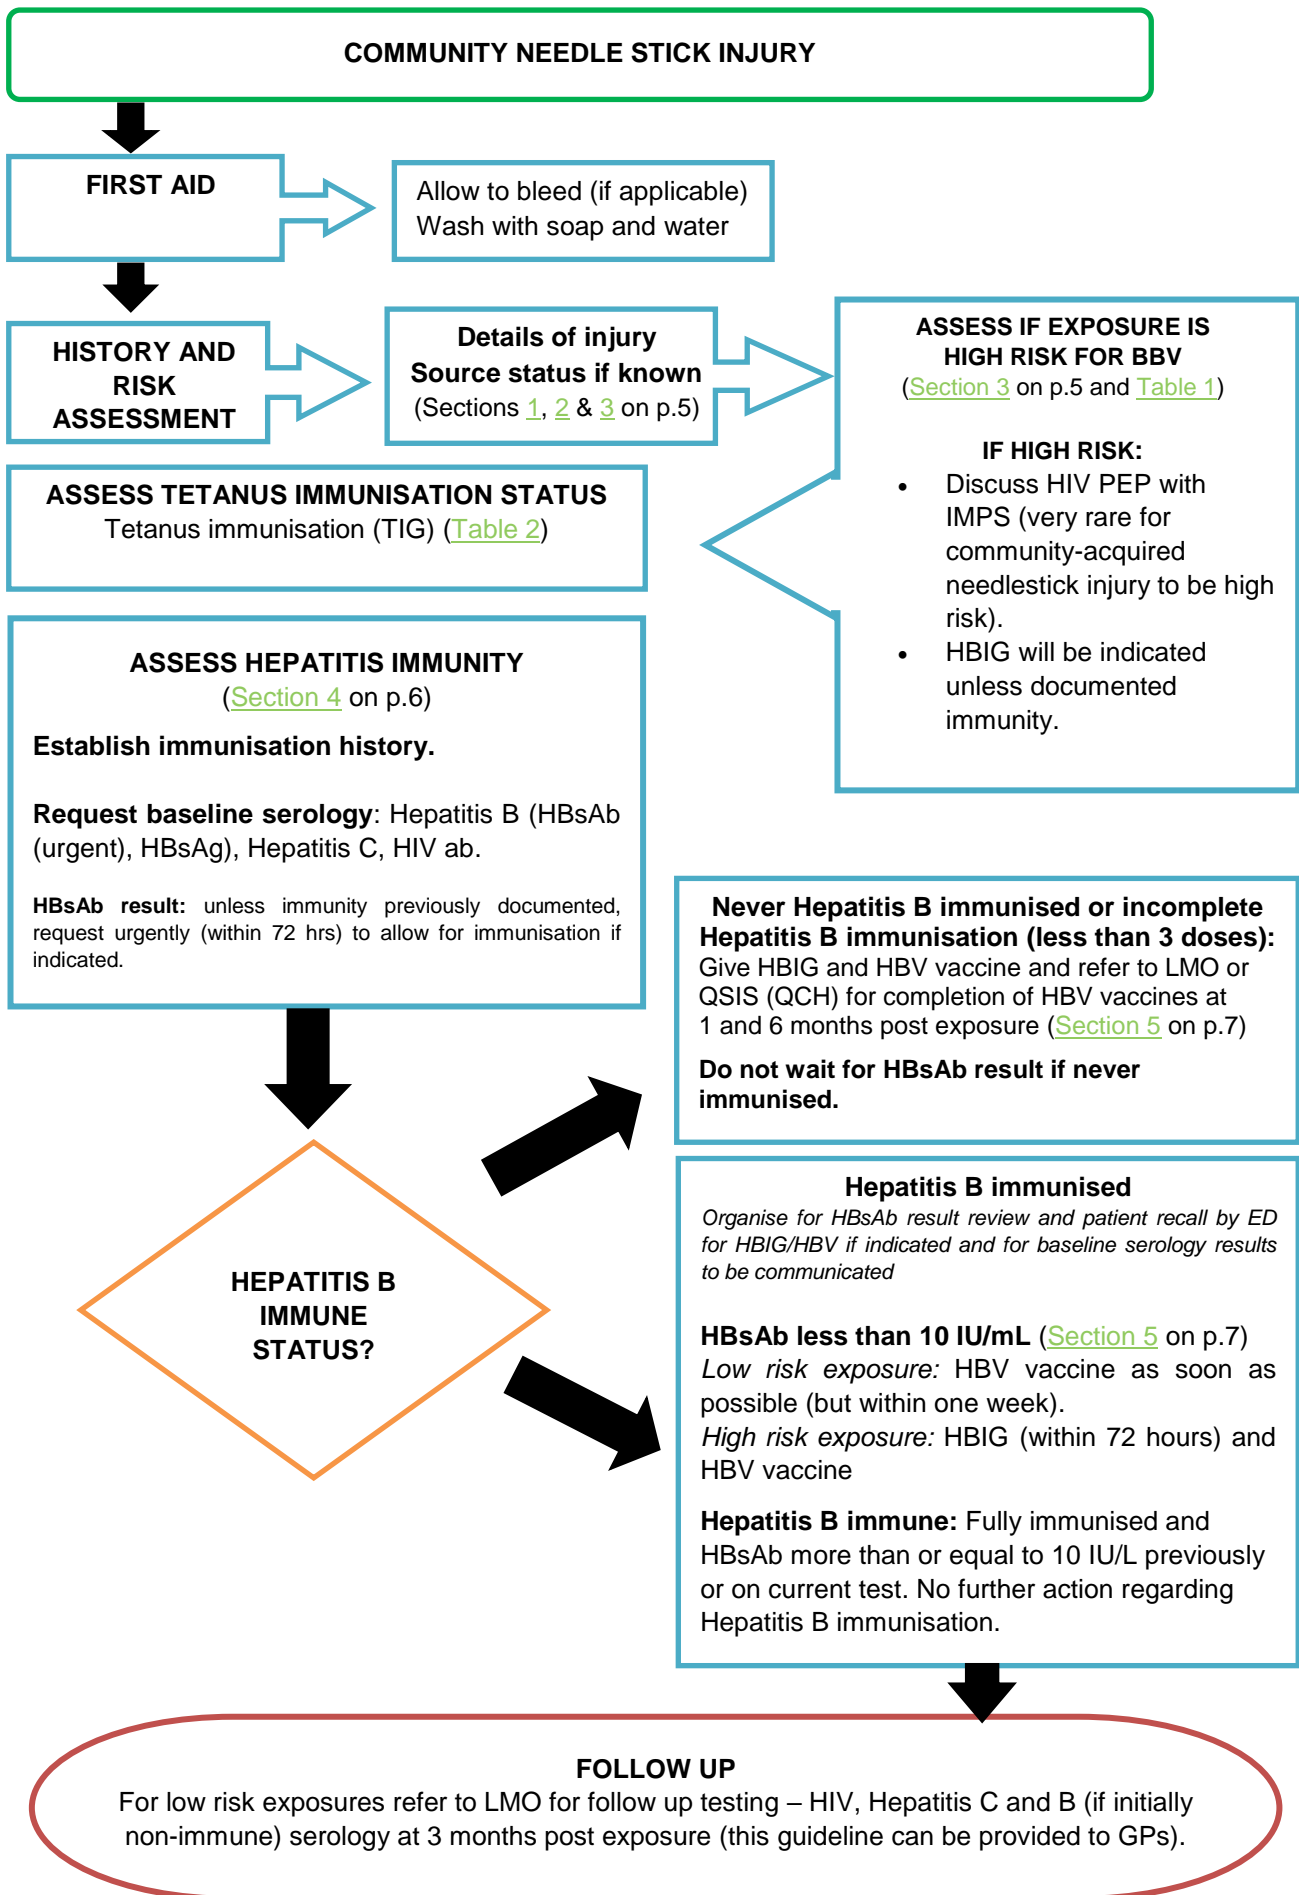 COMMUNITY NEEDLE STICK INJURY
FIRST AID
Allow to bleed (if applicable)
Wash with soap and water
HISTORY AND
RISK
ASSESSMENT
Details of injury
Source status if known
(Sections 1, 2 & 3 on p.5)
ASSESS IF EXPOSURE IS
HIGH RISK FOR BBV
(Section 3 on p.5 and Table 1)
IF HIGH RISK:
• Discuss HIV PEP with
IMPS (very rare for
community-acquired
needlestick injury to be high
risk).
• HBIG will be indicated
unless documented
immunity.
ASSESS TETANUS IMMUNISATION STATUS
Tetanus immunisation (TIG) (Table 2)
ASSESS HEPATITIS IMMUNITY
(Section 4 on p.6)
Establish immunisation history.
Request baseline serology: Hepatitis B (HBsAb
(urgent), HBsAg), Hepatitis C, HIV ab.
HBsAb result: unless immunity previously documented,
request urgently (within 72 hrs) to allow for immunisation if
indicated.
HEPATITIS B
IMMUNE
STATUS?
Never Hepatitis B immunised or incomplete
Hepatitis B immunisation (less than 3 doses):
Give HBIG and HBV vaccine and refer to LMO or
QSIS (QCH) for completion of HBV vaccines at
1 and 6 months post exposure (Section 5 on p.7)
Do not wait for HBsAb result if never
immunised.
Hepatitis B immunised
Organise for HBsAb result review and patient recall by ED
for HBIG/HBV if indicated and for baseline serology results
to be communicated
HBsAb less than 10 IU/mL (Section 5 on p.7)
Low risk exposure: HBV vaccine as soon as
possible (but within one week).
High risk exposure: HBIG (within 72 hours) and
HBV vaccine
Hepatitis B immune: Fully immunised and
HBsAb more than or equal to 10 IU/L previously
or on current test. No further action regarding
Hepatitis B immunisation.
FOLLOW UP
For low risk exposures refer to LMO for follow up testing – HIV, Hepatitis C and B (if initially
non-immune) serology at 3 months post exposure (this guideline can be provided to GPs).